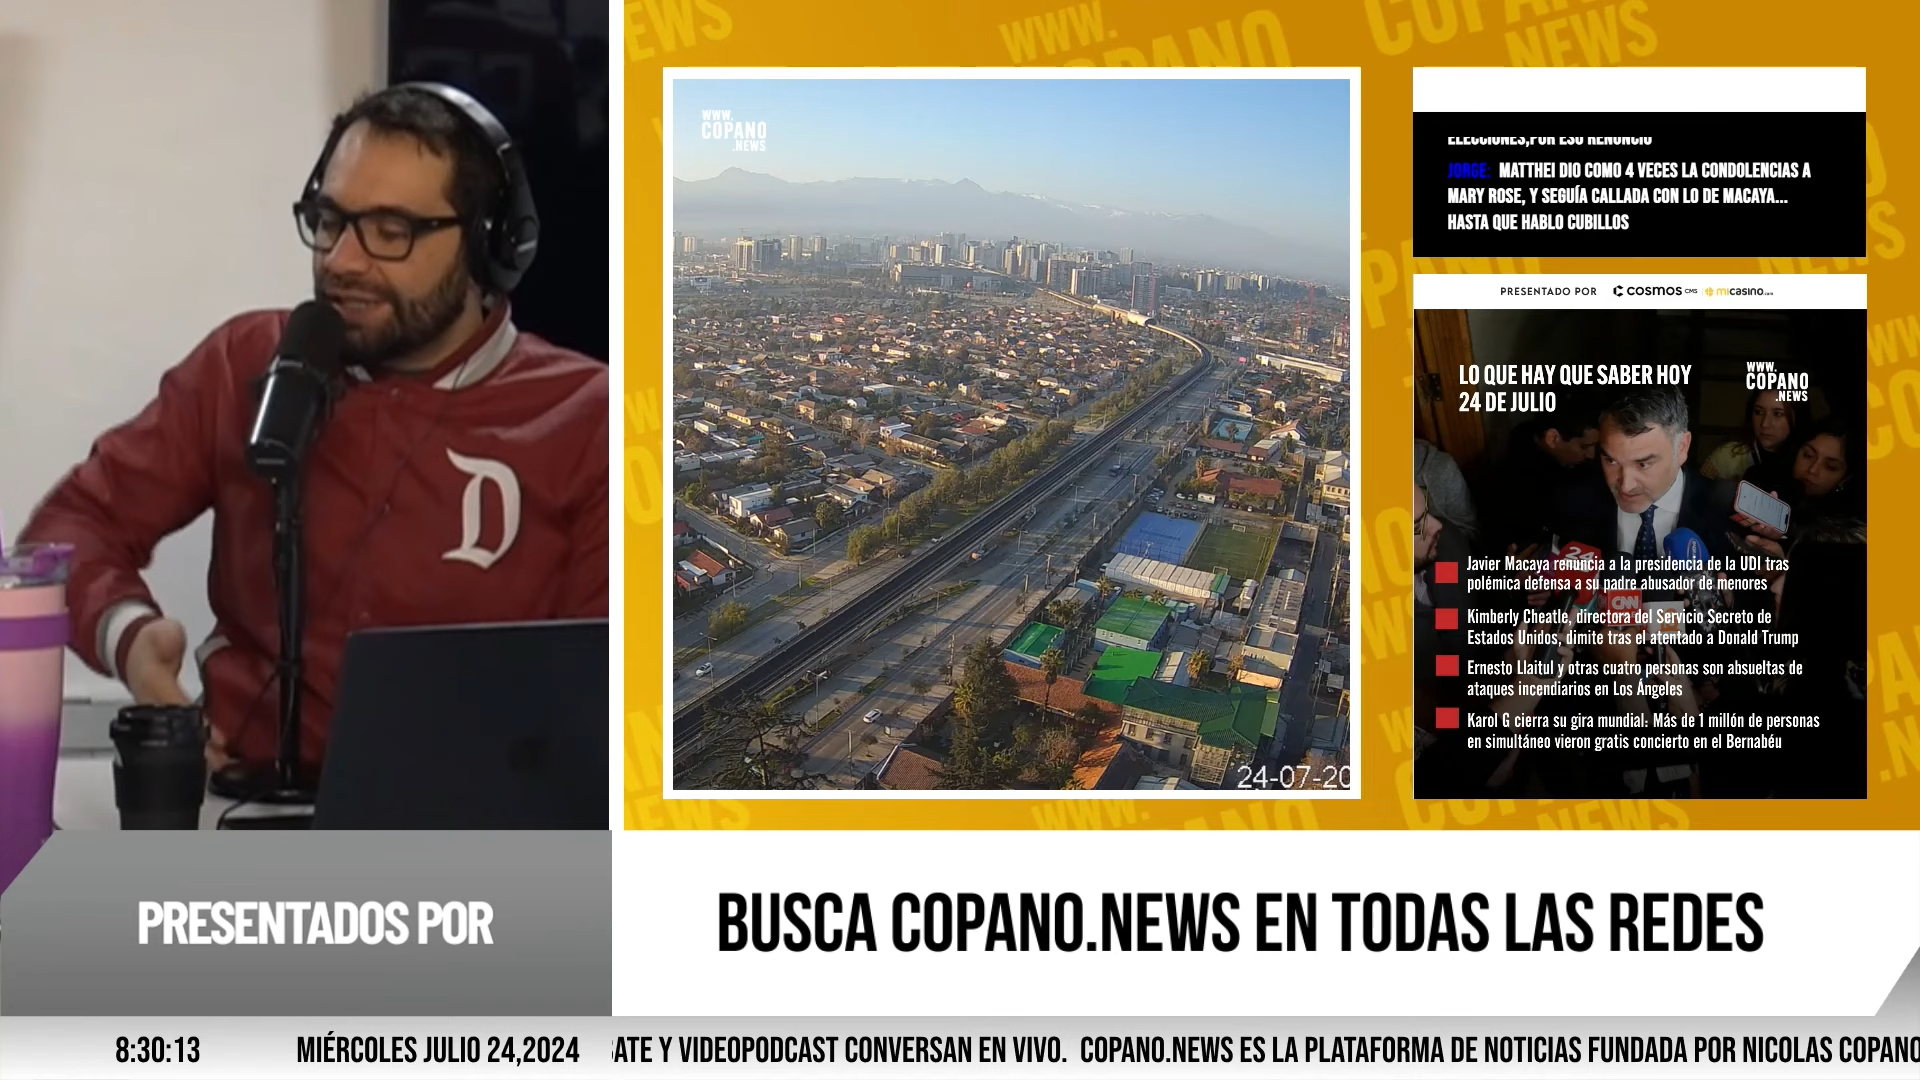 WWW.
COPANO
.NEWS
24-07-20
ELECCIONES,POR ESO RENUNCIO
JORGE: MATTHEI DIO COMO 4 VECES LA CONDOLENCIAS A
MARY ROSE, Y SEGUÍA CALLADA CON LO DE MACAYA...
HASTA QUE HABLO CUBILLOS
PRESENTADO POR COSMOS CMS micasino.com
LO QUE HAY QUE SABER HOY
24 DE JULIO
WWW.
COPANO
.NEWS
Javier Macaya renuncia a la presidencia de la UDI tras
polémica defensa a su padre abusador de menores
Kimberly Cheatle, directora del Servicio Secreto de
Estados Unidos, dimite tras el atentado a Donald Trump
Ernesto Llaitul y otras cuatro personas son absueltas de
ataques incendiarios en Los Ángeles
Karol G cierra su gira mundial: Más de 1 millón de personas
en simultáneo vieron gratis concierto en el Bernabéu
24
CNN
D
PRESENTADOS POR
BUSCA COPANO.NEWS EN TODAS LAS REDES
8:30:13
MIÉRCOLES JULIO 24,2024
ATE Y VIDEOPODCAST CONVERSAN EN VIVO. COPANO.NEWS ES LA PLATAFORMA DE NOTICIAS FUNDADA POR NICOLAS COPANO